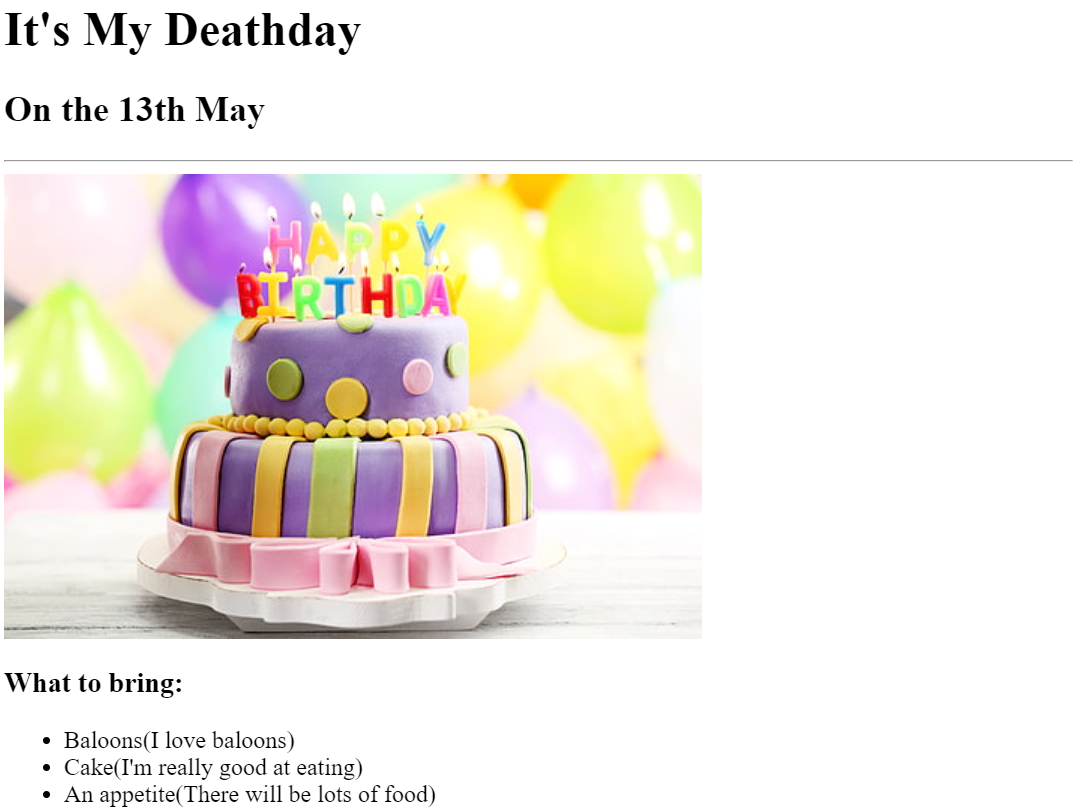 It's My Deathday
On the 13th May
HAPPY
BIRTHDAY
What to bring:
Baloons(I love baloons)
Cake(I'm really good at eating)
An appetite(There will be lots of food)